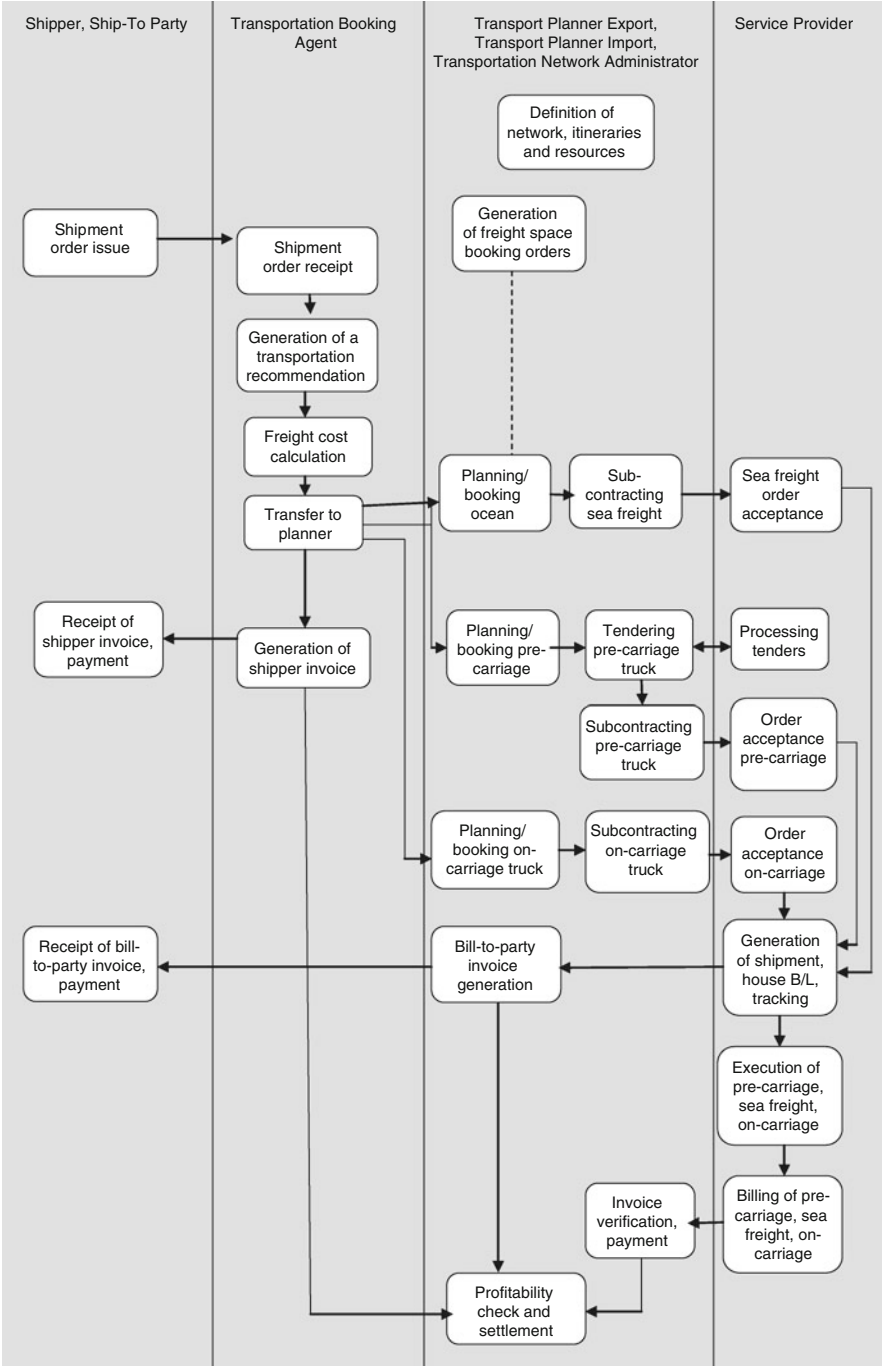 Shipper, Ship-To Party
Transportation Booking
Agent
Transport Planner Export,
Transport Planner Import,
Transportation Network Administrator
Service Provider
Definition of
network, itineraries
and resources
Generation
of freight space
booking orders
Shipment
order issue
Shipment
order receipt
Generation of a
transportation
recommendation
Freight cost
calculation
Transfer to
planner
Planning/
booking
ocean
Sub-
contracting
sea freight
Sea freight
order
acceptance
Receipt of
shipper invoice,
payment
Generation of
shipper invoice
Planning/
booking pre-
carriage
Tendering
pre-carriage
truck
Processing
tenders
Subcontracting
pre-carriage
truck
Order
acceptance
pre-carriage
Planning/
booking on-
carriage truck
Subcontracting
on-carriage
truck
Order
acceptance
on-carriage
Receipt of bill-
to-party invoice,
payment
Bill-to-party
invoice
generation
Generation
of shipment,
house B/L,
tracking
Execution of
pre-carriage,
sea freight,
on-carriage
Invoice
verification,
payment
Billing of pre-
carriage, sea
freight, on-
carriage
Profitability
check and
settlement